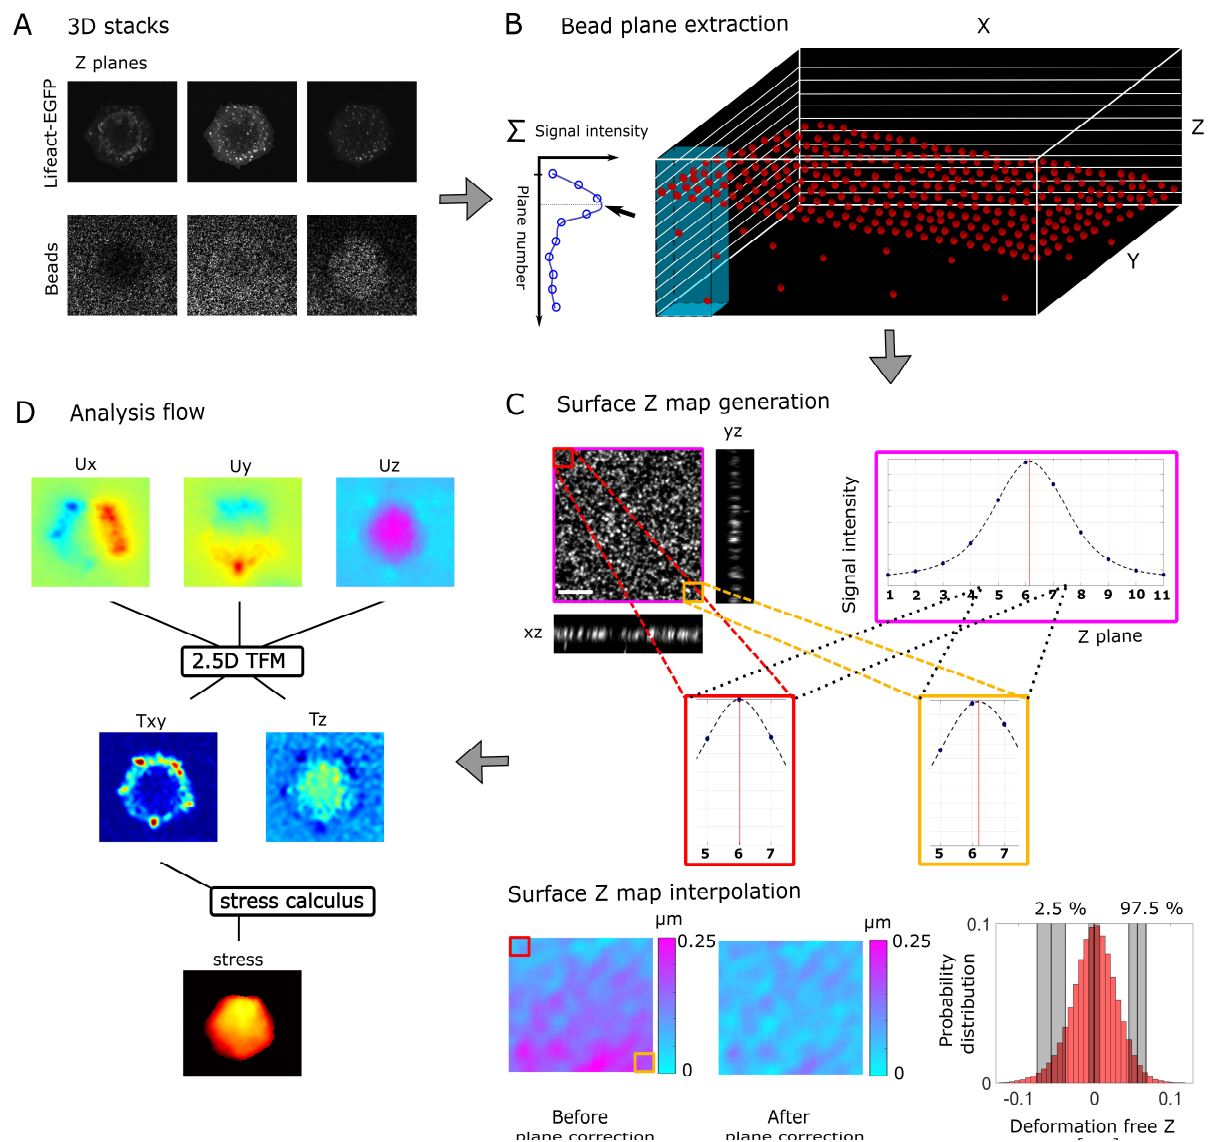 A 3D stacks
Z planes
Lifeact-EGFP
Beads
B Bead plane extraction
X
Z
Y
Σ Signal intensity
Plane number
D Analysis flow
Ux Uy Uz
2.5D TFM
Txy Tz
stress calculus
stress
C Surface Z map generation
yz
xz
Signal intensity
1 2 3 4 5 6 7 8 9 10 11
Z plane
5 6 7
5 6 7
Surface Z map interpolation
µm
0.25
0
µm
0.25
0
Before
plane correction
After
plane correction
2.5 % 97.5 %
Probability
distribution
0.1
0
-0.1 0 0.1
Deformation free Z